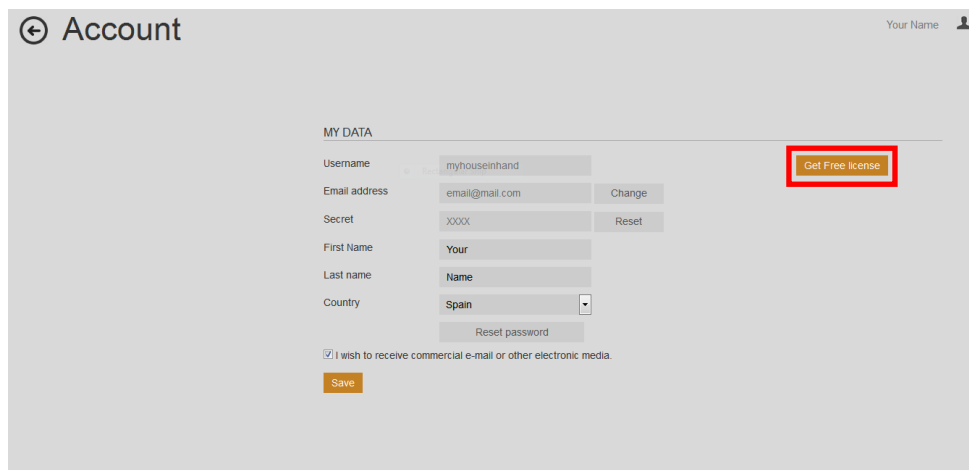 Account
Your Name
MY DATA
Username myhouseinhand Get Free license
Email address email@mail.com Change
Secret XXXX Reset
First Name Your
Last name Name
Country Spain
Reset password
I wish to receive commercial e-mail or other electronic media.
Save